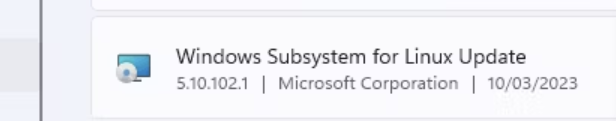 Windows Subsystem for Linux Update
5.10.102.1 | Microsoft Corporation | 10/03/2023